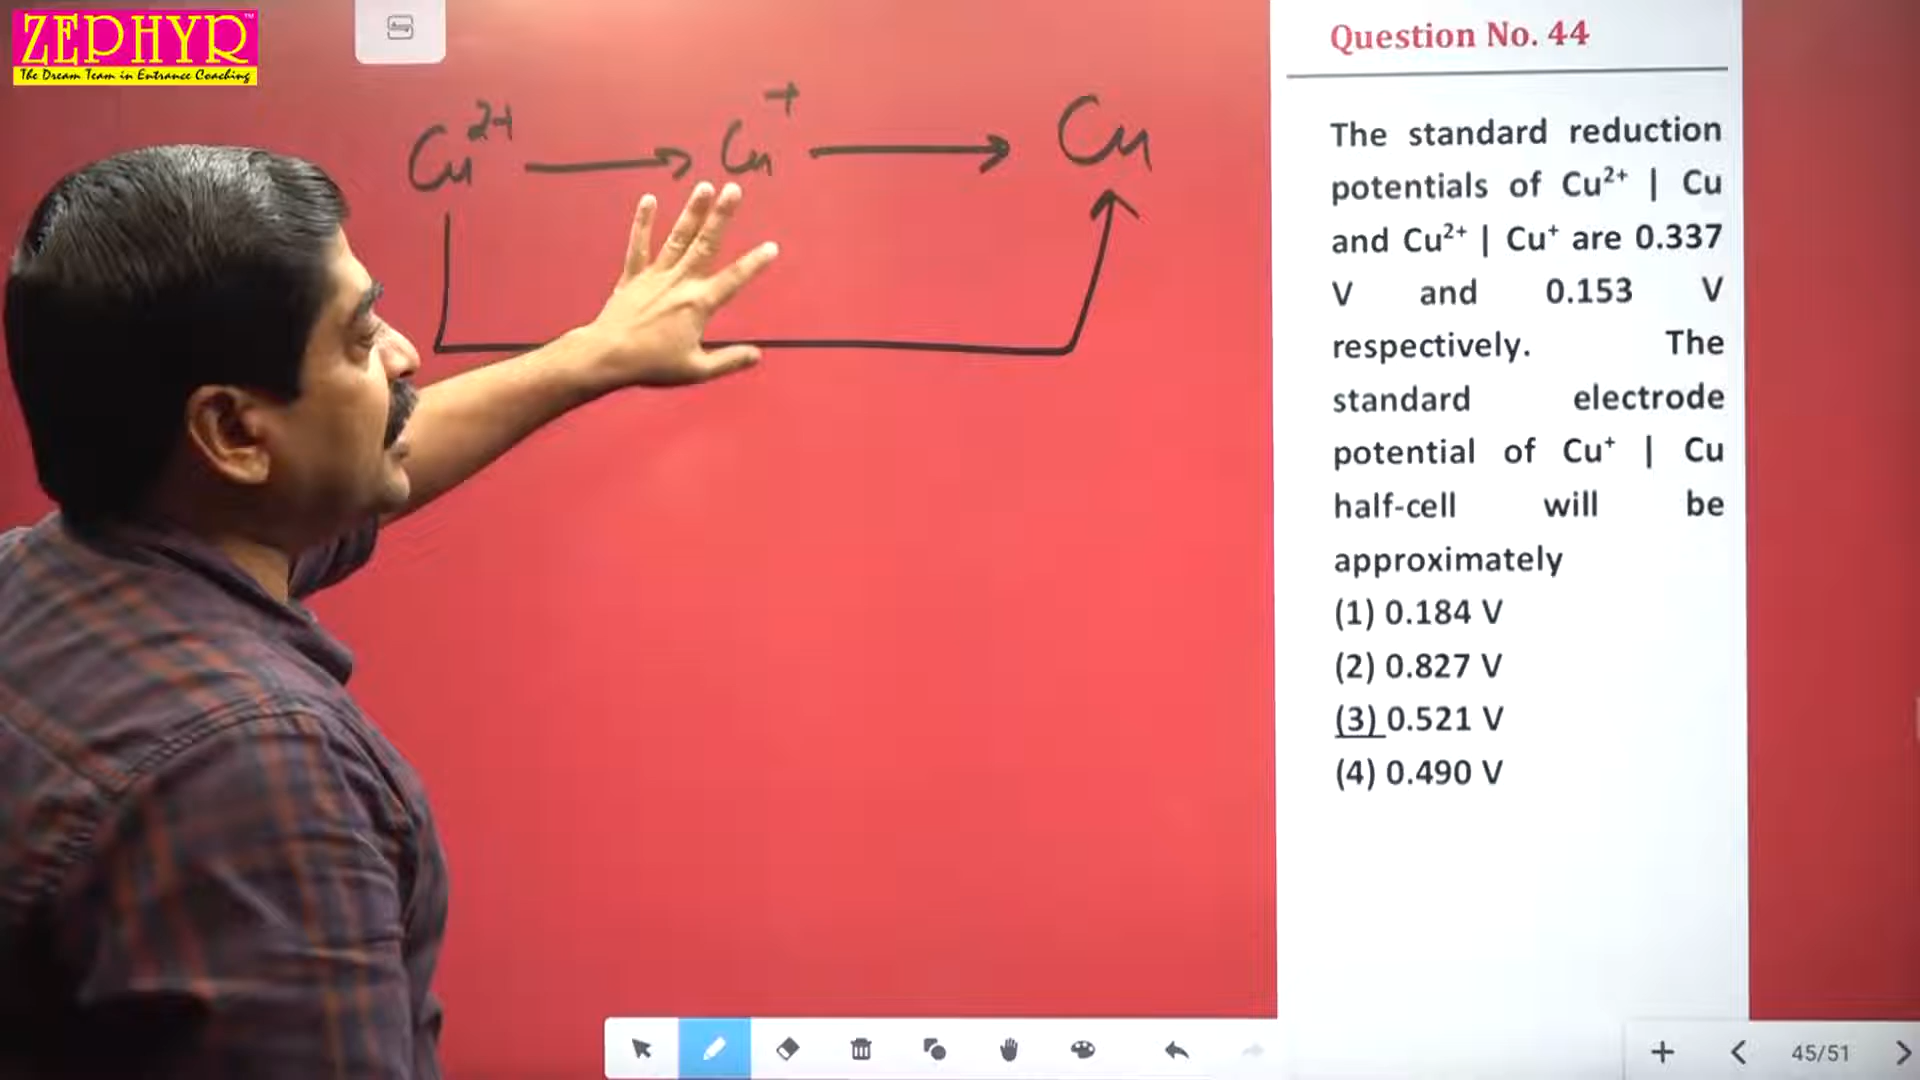 ZEPHYR™
The Dream Team in Entrance Coaching
Cu²⁺ → Cu⁺ → Cu
Question No. 44
The standard reduction
potentials of Cu²⁺ | Cu
and Cu²⁺ | Cu⁺ are 0.337
V and 0.153 V
respectively. The
standard electrode
potential of Cu⁺ | Cu
half-cell will be
approximately
(1) 0.184 V
(2) 0.827 V
(3) 0.521 V
(4) 0.490 V
45/51